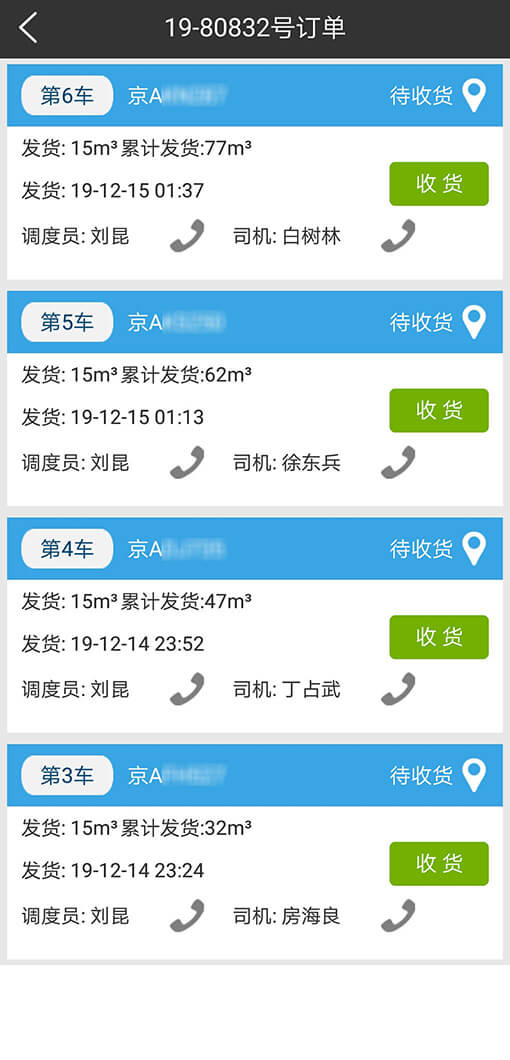 19-80832号订单
第6车 京A 待收货
发货: 15m³ 累计发货:77m³
发货: 19-12-15 01:37
收 货
调度员: 刘昆 司机: 白树林
第5车 京A 待收货
发货: 15m³ 累计发货:62m³
发货: 19-12-15 01:13
收 货
调度员: 刘昆 司机: 徐东兵
第4车 京A 待收货
发货: 15m³ 累计发货:47m³
发货: 19-12-14 23:52
收 货
调度员: 刘昆 司机: 丁占武
第3车 京A 待收货
发货: 15m³ 累计发货:32m³
发货: 19-12-14 23:24
收 货
调度员: 刘昆 司机: 房海良